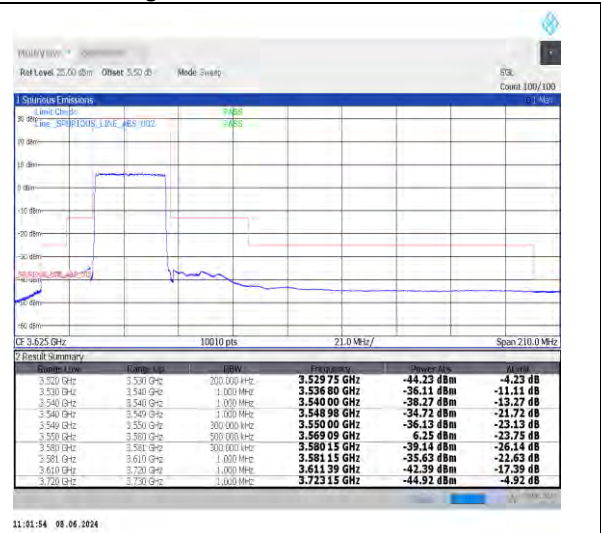 Ref Level 25.00 dBm Offset 5.50 dB Mode Sweep SGL
Count 100/100
1 Spurious Emissions
Limit Check PASS
Line _SPURIOUS_LINE_ABS_002 PASS
10 dBm
0 dBm
-10 dBm
-20 dBm
-30 dBm
CF 3.625 GHz 10010 pts 21.0 MHz/ Span 210.0 MHz
2 Result Summary
Range Low Range Up RBW Frequency Power Abs ΔLimit
3.520 GHz 3.530 GHz 200.000 kHz 3.529 75 GHz -44.23 dBm -4.23 dB
3.530 GHz 3.540 GHz 1.000 MHz 3.536 80 GHz -36.11 dBm -11.11 dB
3.540 GHz 3.540 GHz 1.000 MHz 3.540 00 GHz -38.27 dBm -13.27 dB
3.540 GHz 3.549 GHz 1.000 MHz 3.548 98 GHz -34.72 dBm -21.72 dB
3.549 GHz 3.550 GHz 300.000 kHz 3.550 00 GHz -36.13 dBm -23.13 dB
3.550 GHz 3.580 GHz 500.000 kHz 3.569 09 GHz 6.25 dBm -23.75 dB
3.580 GHz 3.581 GHz 300.000 kHz 3.580 15 GHz -39.14 dBm -26.14 dB
3.581 GHz 3.610 GHz 1.000 MHz 3.581 15 GHz -35.63 dBm -22.63 dB
3.610 GHz 3.720 GHz 1.000 MHz 3.611 39 GHz -42.39 dBm -17.39 dB
3.720 GHz 3.730 GHz 1.000 MHz 3.723 15 GHz -44.92 dBm -4.92 dB
11:01:54 08.06.2024